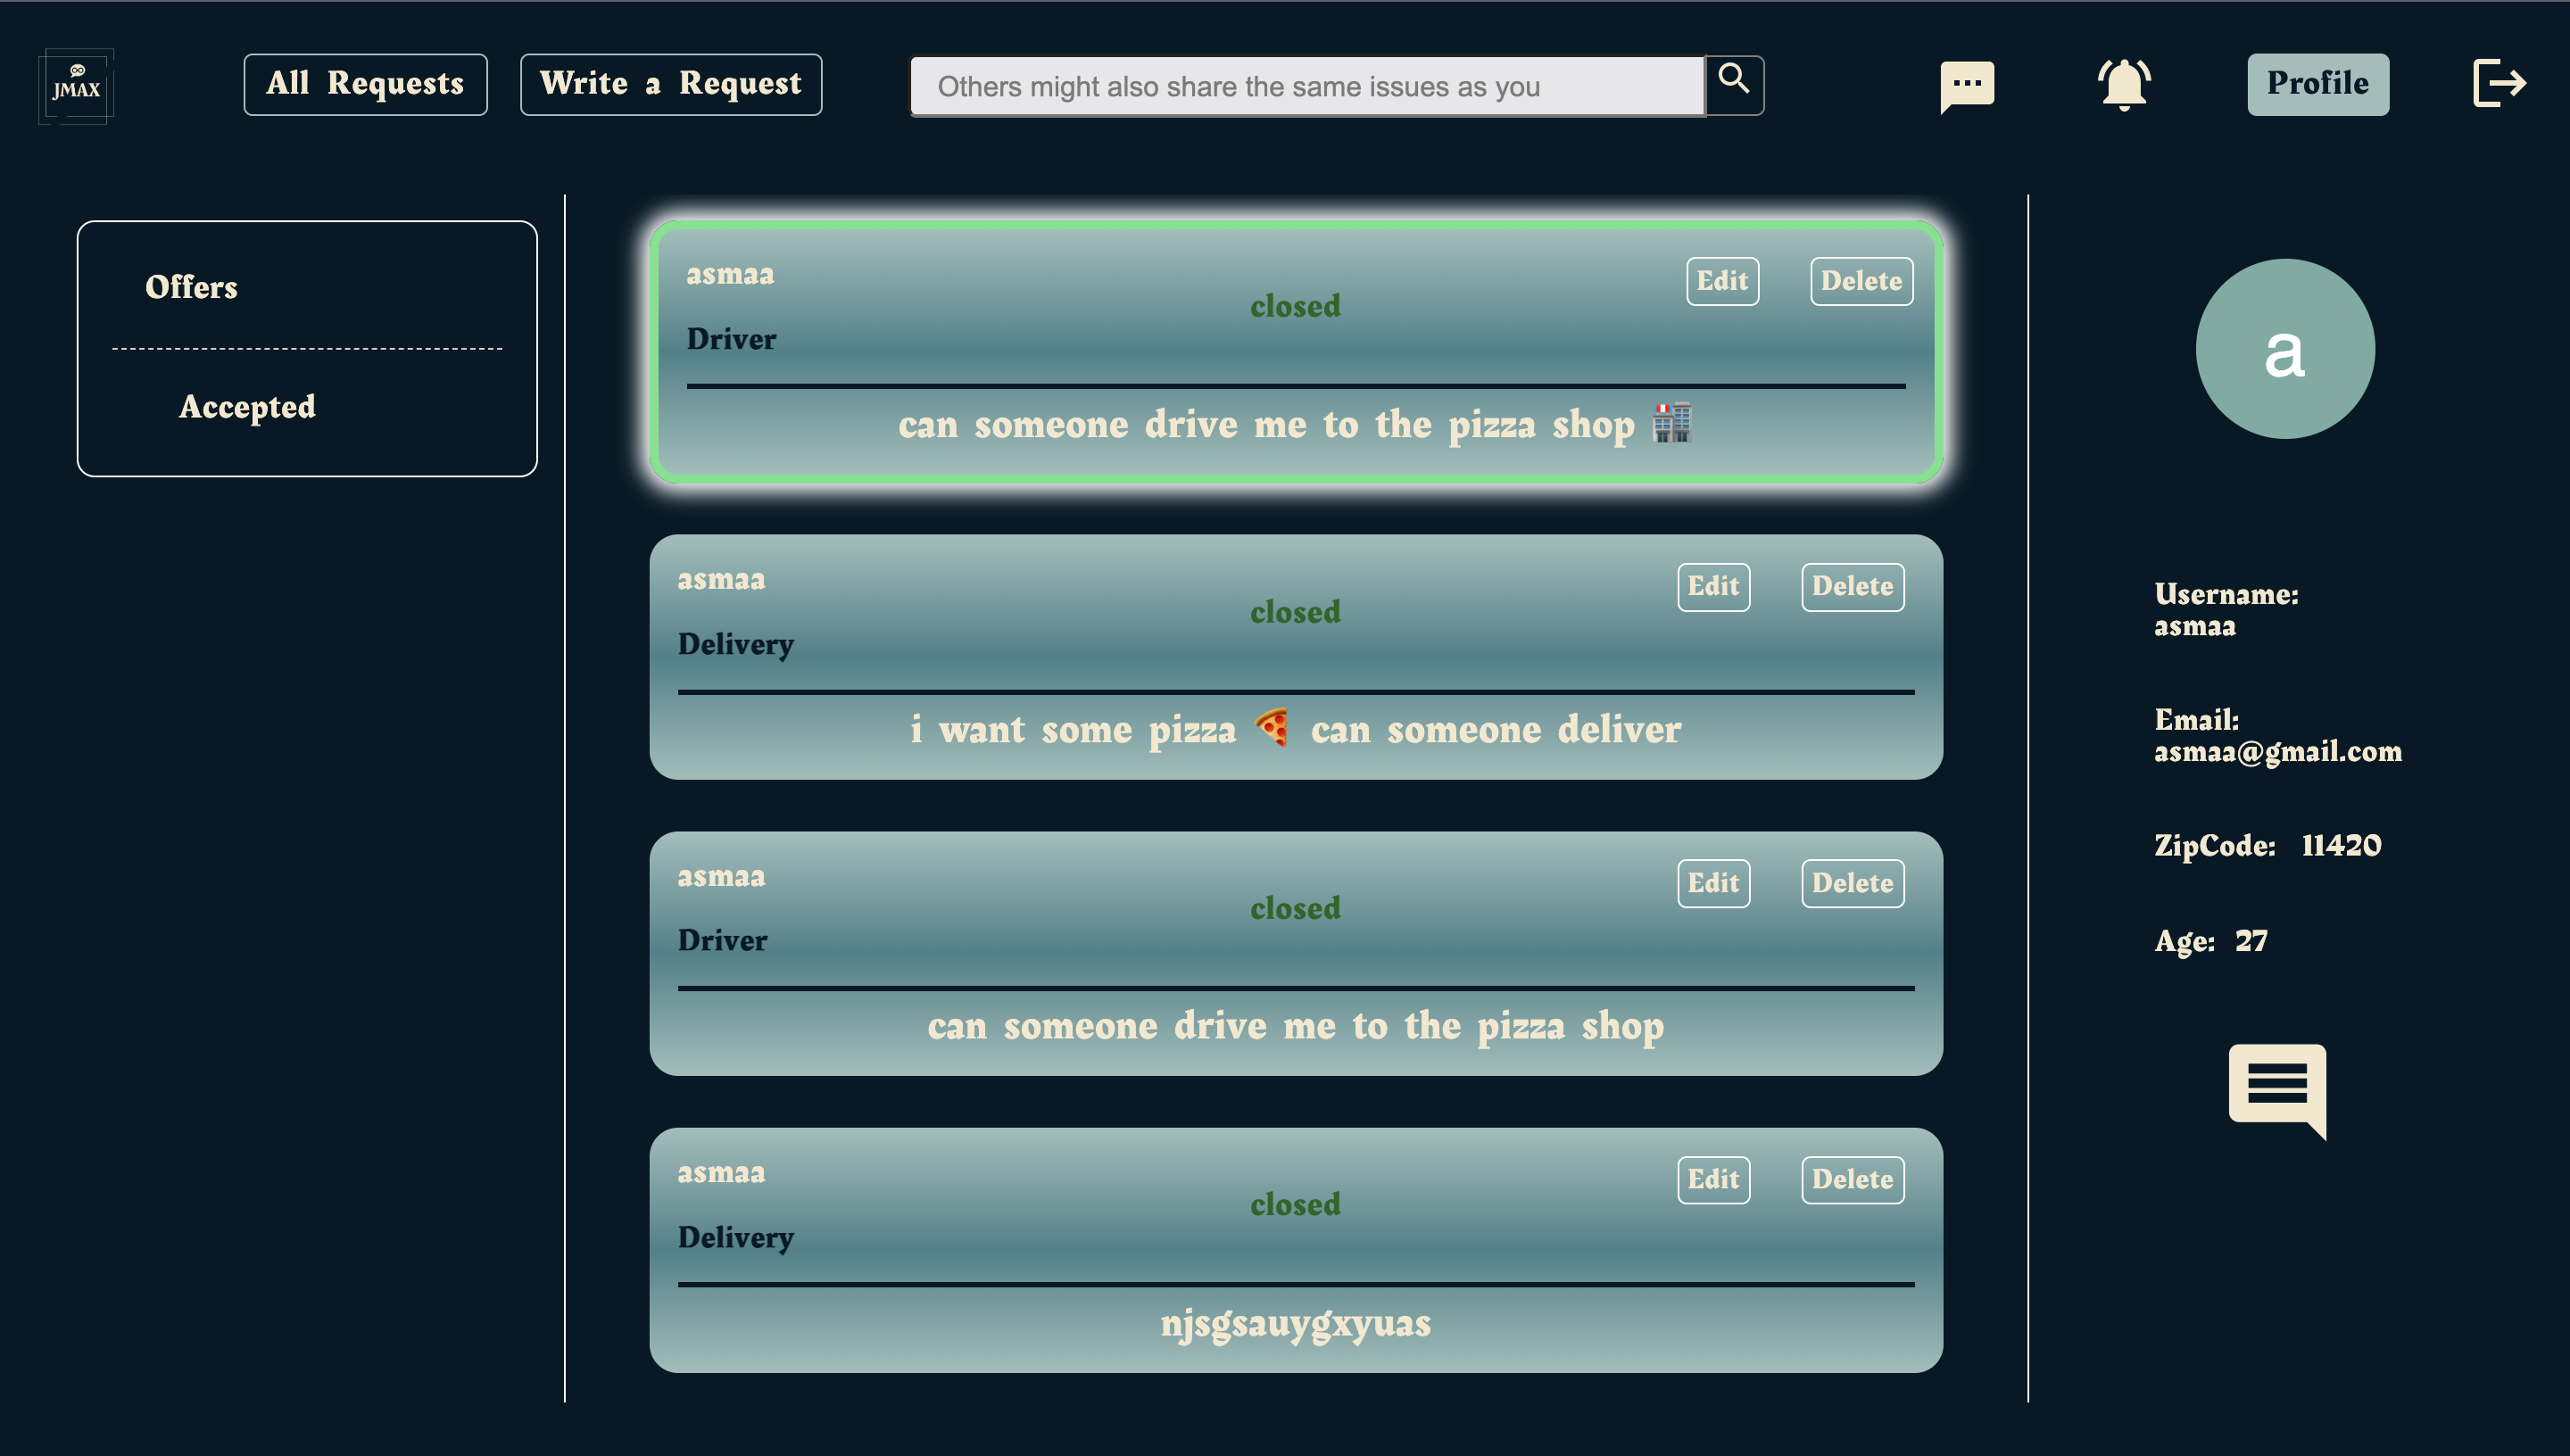 JMAX
All Requests
Write a Request
Others might also share the same issues as you
Profile
Offers
Accepted
asmaa
closed
Edit
Delete
Driver
can someone drive me to the pizza shop 🏬
asmaa
closed
Edit
Delete
Delivery
i want some pizza 🍕 can someone deliver
asmaa
closed
Edit
Delete
Driver
can someone drive me to the pizza shop
asmaa
closed
Edit
Delete
Delivery
njsgsauygxyuas
a
Username:
asmaa
Email:
asmaa@gmail.com
ZipCode: 11420
Age: 27